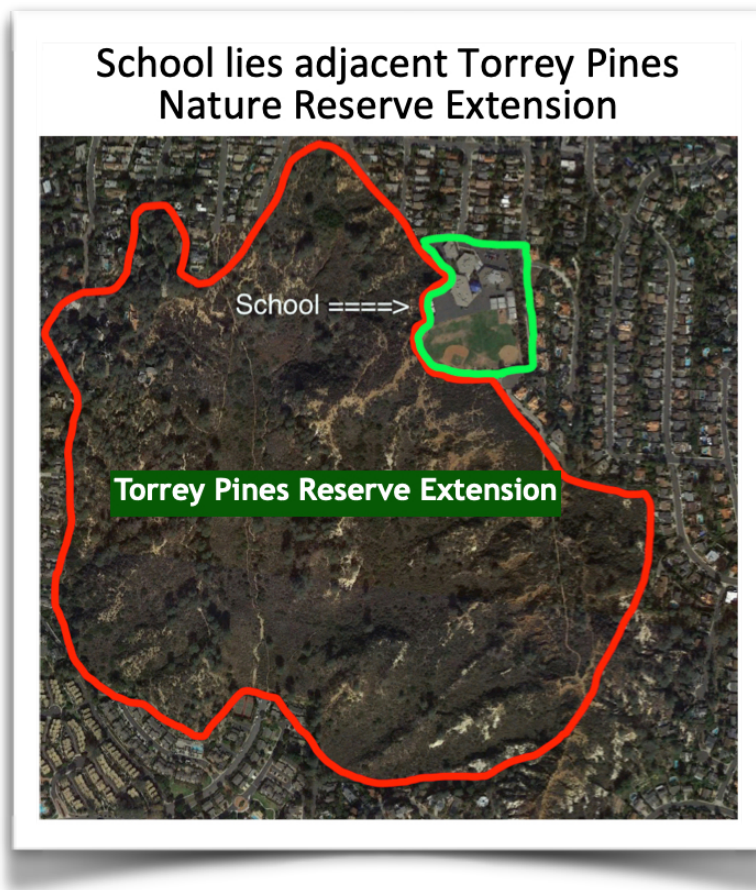 School lies adjacent Torrey Pines
Nature Reserve Extension
School ====>
Torrey Pines Reserve Extension